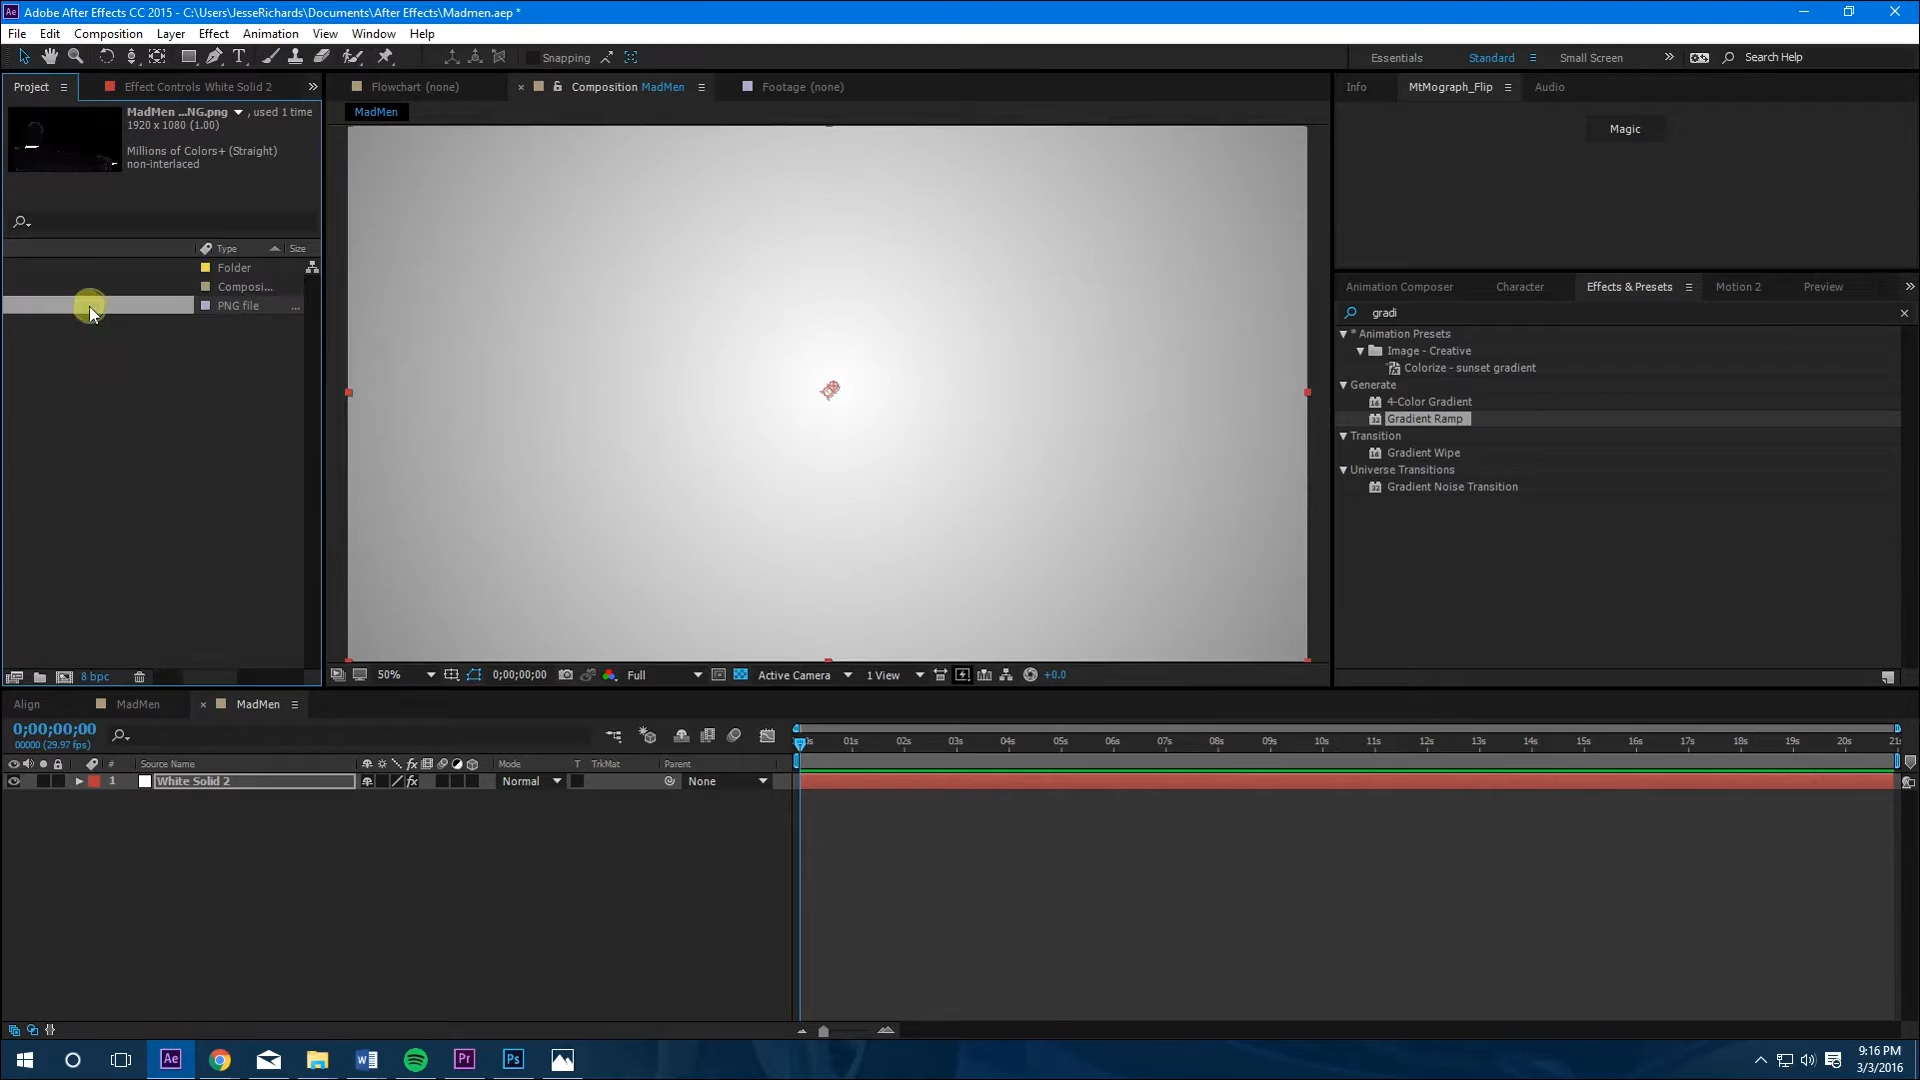 Adobe After Effects CC 2015 - C:\Users\JesseRichards\Documents\After Effects\Madmen.aep *
File Edit Composition Layer Effect Animation View Window Help
Snapping Essentials Standard Small Screen Search Help
Project Effect Controls White Solid 2 Flowchart (none) Composition MadMen Footage (none) Info MtMograph_Flip Audio
MadMen ...NG.png , used 1 time MadMen
1920 x 1080 (1.00)
Magic
Millions of Colors+ (Straight)
non-interlaced
Type Size
Folder
Composi...
PNG file ...
Animation Composer Character Effects & Presets Motion 2 Preview
gradi
* Animation Presets
Image - Creative
Colorize - sunset gradient
Generate
4-Color Gradient
Gradient Ramp
Transition
Gradient Wipe
Universe Transitions
Gradient Noise Transition
8 bpc 50% 0;00;00;00 Full Active Camera 1 View +0.0
Align MadMen MadMen
0;00;00;00
00000 (29.97 fps)
01s 02s 03s 04s 05s 06s 07s 08s 09s 10s 11s 12s 13s 14s 15s 16s 17s 18s 19s 20s 21s
# Source Name Mode T TrkMat Parent
1 White Solid 2 Normal None
Ae Pr Ps
9:16 PM
3/3/2016